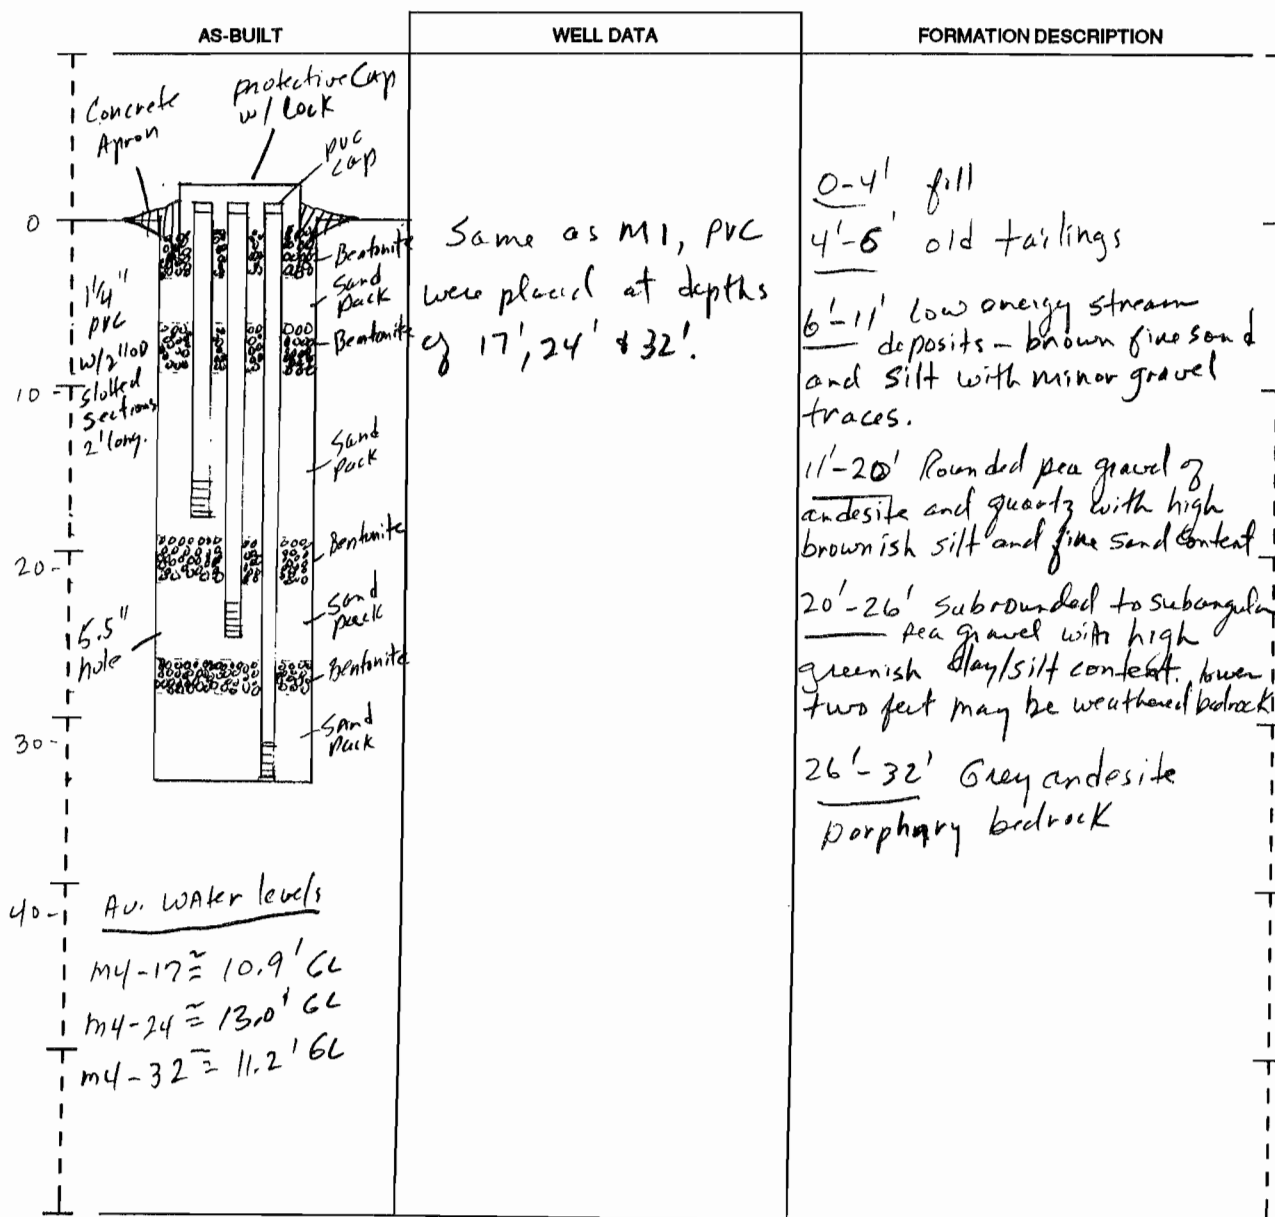 AS-BUILT
WELL DATA
FORMATION DESCRIPTION
Concrete
Apron
protective Cap
w/ Lock
PVC
Cap
0
10
20
30
40
1 1/4"
PVC
w/2"OD
slotted
sections
2' long.
5.5"
hole
Bentonite
Sand
pack
Bentonite
Sand
pack
Bentonite
Sand
pack
Bentonite
Sand
pack
Av. WAter levels
M4-17 ≅ 10.9' GL
M4-24 ≅ 13.0' GL
M4-32 ≅ 11.2' GL
Same as M1, PVC
were placed at depths
of 17', 24' & 32'.
0-4' fill
4'-6' old tailings
6'-11' Low energy stream
deposits - brown fine sand
and silt with minor gravel
traces.
11'-20' Rounded pea gravel of
andesite and quartz with high
brownish silt and fine sand content
20'-26' Subrounded to subangular
pea gravel with high
greenish clay/silt content. lower
two feet may be weathered bedrock
26'-32' Grey andesite
porphyry bedrock